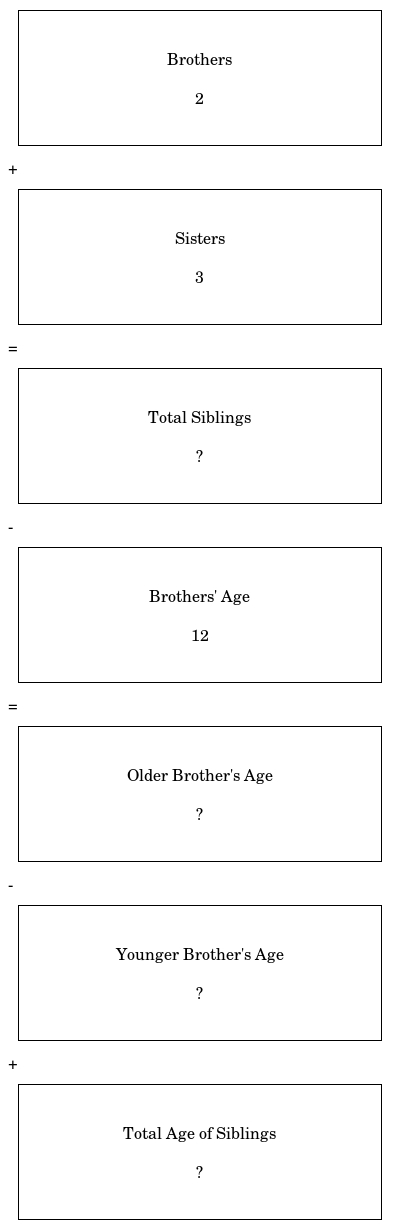 Brothers
2
+
Sisters
3
=
Total Siblings
?
-
Brothers' Age
12
=
Older Brother's Age
?
-
Younger Brother's Age
?
+
Total Age of Siblings
?